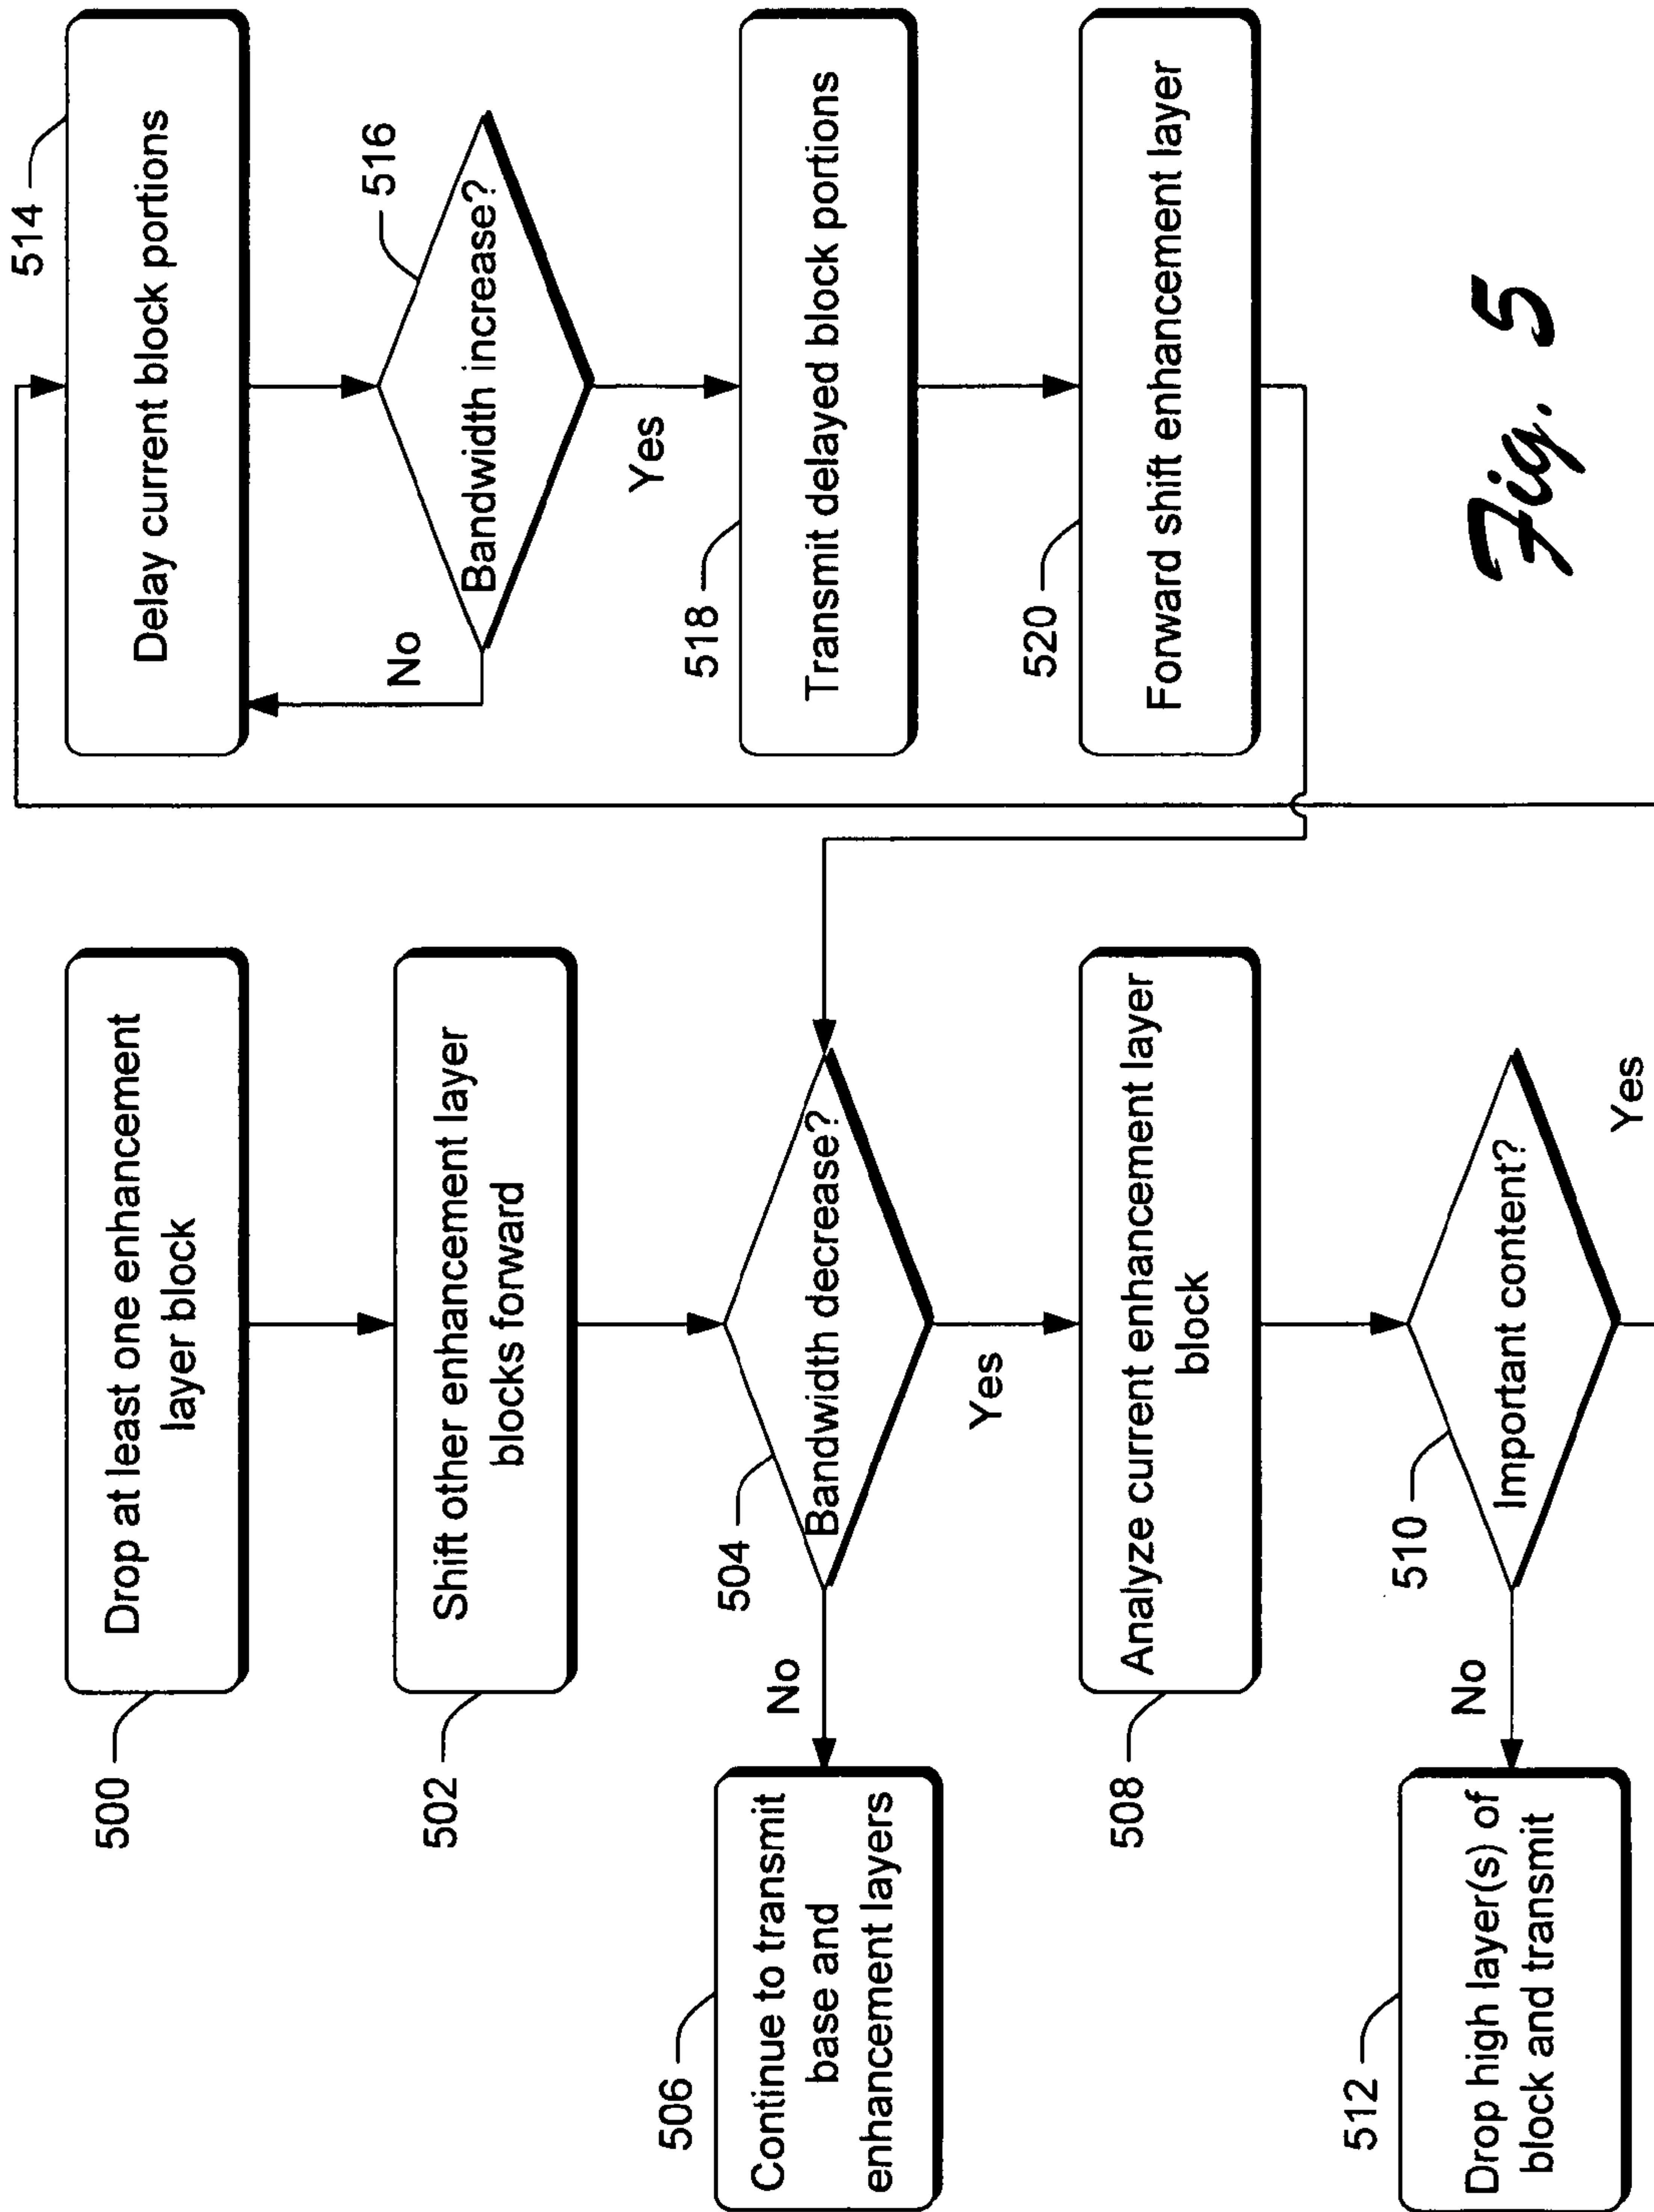 500
Drop at least one enhancement
layer block
502
Shift other enhancement layer
blocks forward
504
Bandwidth decrease?
No
Yes
506
Continue to transmit
base and
enhancement layers
508
Analyze current enhancement layer
block
510
Important content?
No
Yes
512
Drop high layer(s) of
block and transmit
514
Delay current block portions
516
Bandwidth increase?
No
Yes
518
Transmit delayed block portions
520
Forward shift enhancement layer
Fig. 5